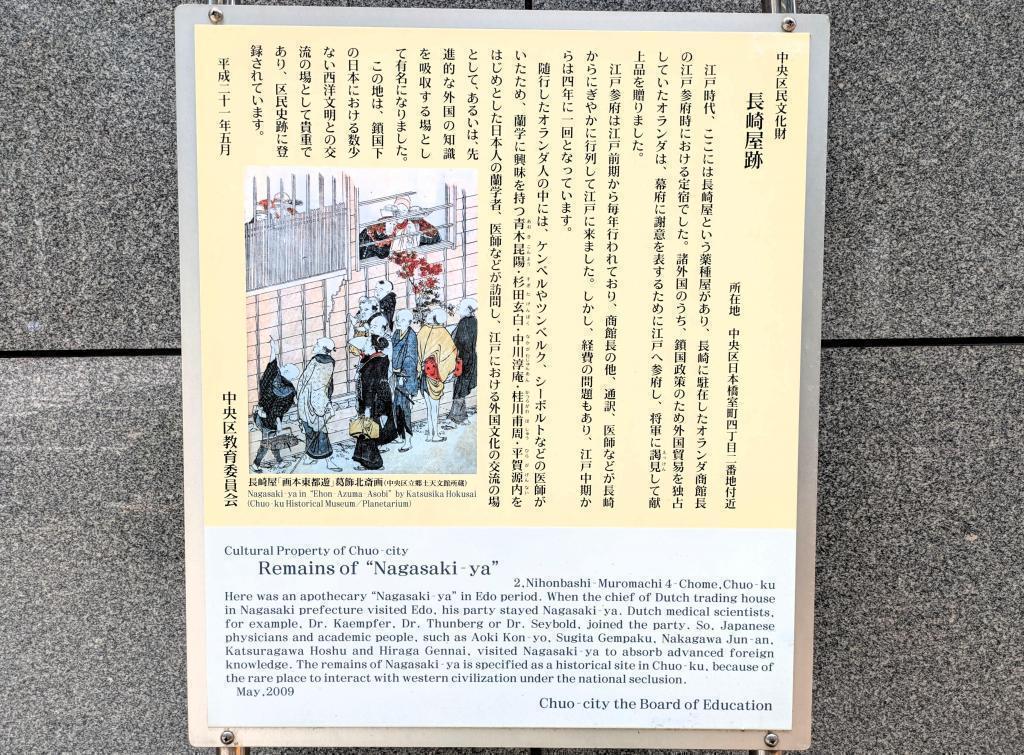 中央区民文化財
長崎屋跡
所在地 中央区日本橋室町四丁目二番地付近
江戸時代、ここには長崎屋という薬種屋があり、長崎に駐在したオランダ商館長
の江戸参府時における定宿でした。諸外国のうち、鎖国政策のため外国貿易を独占
していたオランダは、幕府に謝意を表するために江戸へ参府し、将軍に謁見して献
上品を贈りました。
江戸参府は江戸前期から毎年行われており、商館長の他、通訳、医師などが長崎
からにぎやかに行列して江戸に来ました。しかし、経費の問題もあり、江戸中期か
らは四年に一回となっています。
随行したオランダ人の中には、ケンペルやツンベルク、シーボルトなどの医師が
いたため、蘭学に興味を持つ青木昆陽・杉田玄白・中川淳庵・桂川甫周・平賀源内を
はじめとした日本人の蘭学者、医師などが訪問し、江戸における外国文化の交流の場
として、あるいは、先
進的な外国の知識
を吸収する場とし
て有名になりました。
この地は、鎖国下
の日本における数少
ない西洋文明との交
流の場として貴重で
あり、区民史跡に登
録されています。
平成二十一年五月
中央区教育委員会
長崎屋「画本東都遊」葛飾北斎画(中央区立郷土天文館所蔵)
Nagasaki-ya in "Ehon-Azuma-Asobi" by Katsusika Hokusai
(Chuo-ku Historical Museum/Planetarium)
Cultural Property of Chuo-city
Remains of "Nagasaki-ya"
2,Nihonbashi-Muromachi 4-Chome,Chuo-ku
Here was an apothecary "Nagasaki-ya" in Edo period. When the chief of Dutch trading house
in Nagasaki prefecture visited Edo, his party stayed Nagasaki-ya. Dutch medical scientists,
for example, Dr. Kaempfer, Dr. Thunberg or Dr. Seybold, joined the party. So, Japanese
physicians and academic people, such as Aoki Kon-yo, Sugita Gempaku, Nakagawa Jun-an,
Katsuragawa Hoshu and Hiraga Gennai, visited Nagasaki-ya to absorb advanced foreign
knowledge. The remains of Nagasaki-ya is specified as a historical site in Chuo-ku, because of
the rare place to interact with western civilization under the national seclusion.
May,2009
Chuo-city the Board of Education